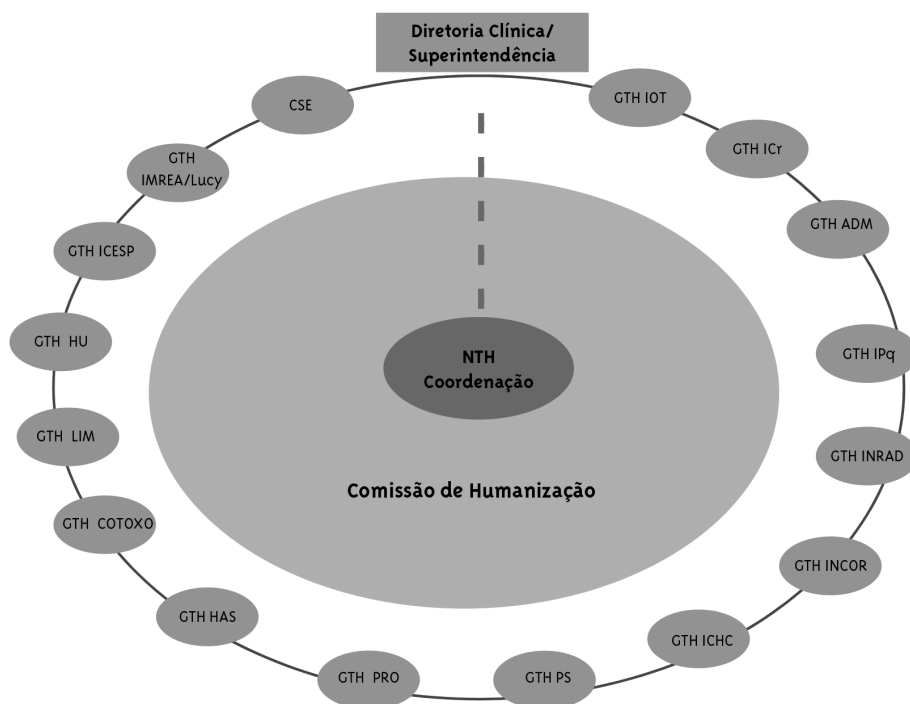 Diretoria Clínica/
Superintendência
CSE
GTH IOT
GTH ICr
GTH
IMREA/Lucy
GTH ADM
GTH ICESP
GTH HU
GTH IPq
NTH
Coordenação
GTH LIM
GTH INRAD
Comissão de Humanização
GTH COTOXO
GTH INCOR
GTH HAS
GTH ICHC
GTH PRO
GTH PS